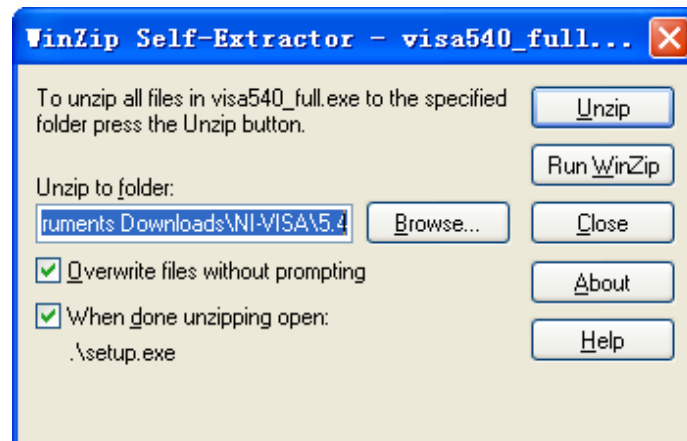 WinZip Self-Extractor - visa540_full...
To unzip all files in visa540_full.exe to the specified
folder press the Unzip button.
Unzip
Run WinZip
Unzip to folder:
ruments Downloads\NI-VISA\5.4
Browse...
Close
Overwrite files without prompting
About
When done unzipping open:
.\setup.exe
Help